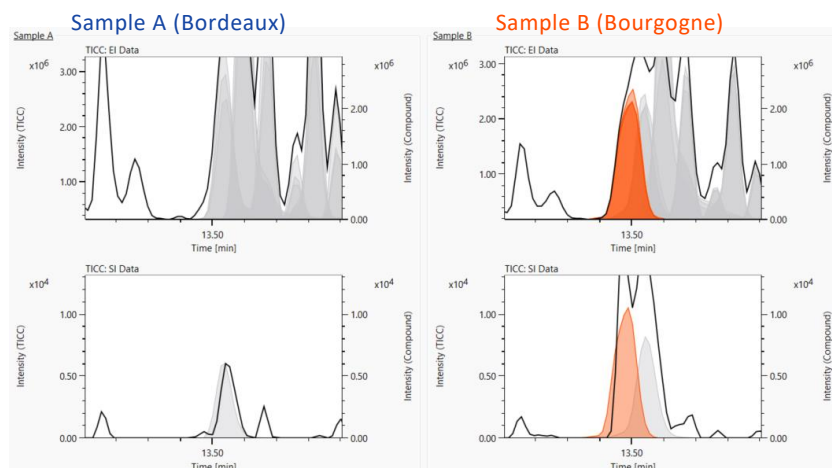 Sample A (Bordeaux)
Sample B (Bourgogne)
Sample A
TICC: EI Data
x10⁶
x10⁶
3.00
2.00
1.00
2.00
1.00
0.00
Intensity (TICC)
Intensity (Compound)
13.50
Time [min]
Sample B
TICC: EI Data
x10⁶
x10⁶
3.00
2.00
1.00
2.00
1.00
0.00
Intensity (TICC)
Intensity (Compound)
13.50
Time [min]
TICC: SI Data
x10⁴
x10⁴
1.00
0.50
0.00
1.00
0.50
0.00
Intensity (TICC)
Intensity (Compound)
13.50
Time [min]
TICC: SI Data
x10⁴
x10⁴
1.00
0.50
0.00
1.00
0.50
0.00
Intensity (TICC)
Intensity (Compound)
13.50
Time [min]